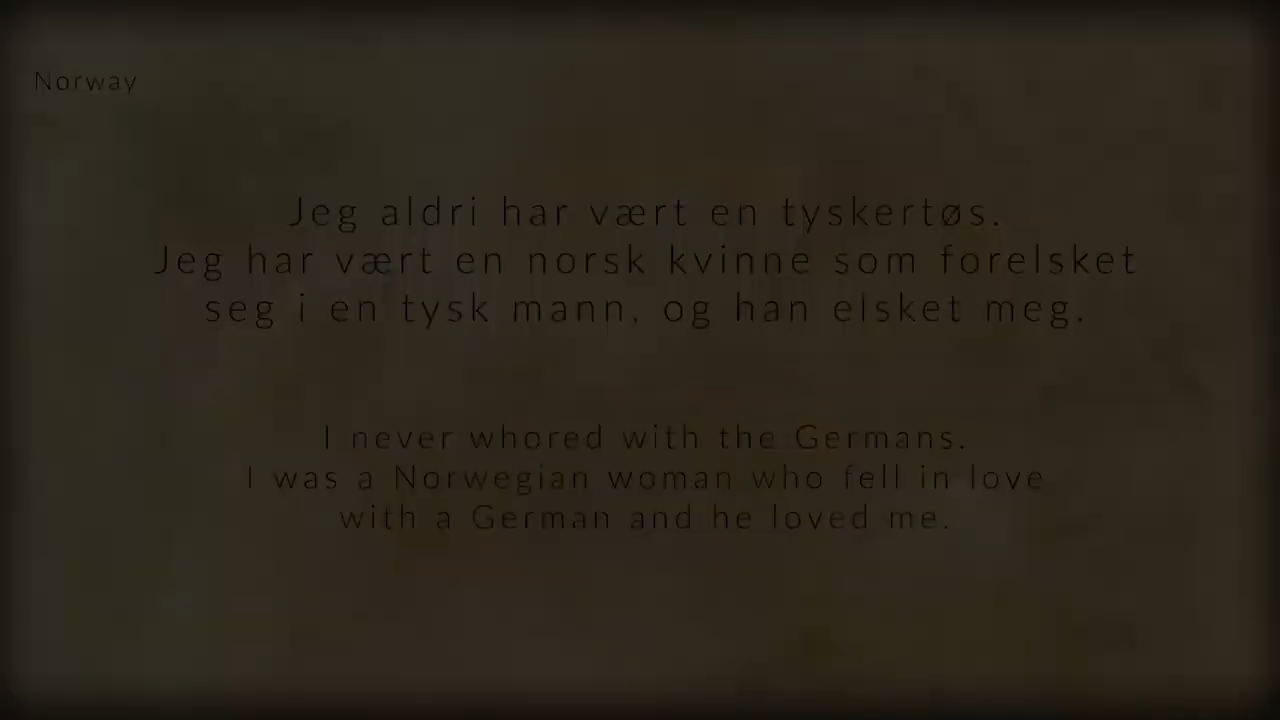 Norway
Jeg aldri har vært en tyskertøs.
Jeg har vært en norsk kvinne som forelsket
seg i en tysk mann, og han elsket meg.
I never whored with the Germans.
I was a Norwegian woman who fell in love
with a German and he loved me.